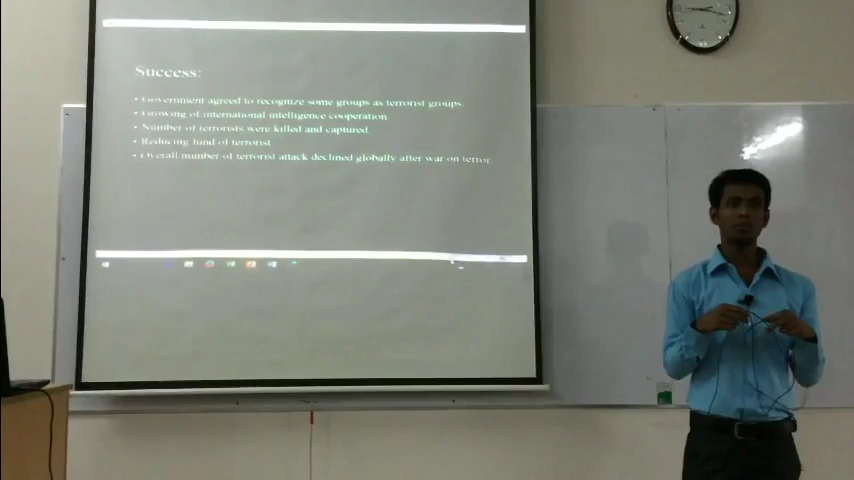 Success:
• Government agreed to recognize some groups as terrorist groups.
• Growing of international intelligence cooperation.
• Number of terrorists were killed and captured.
• Reducing fund of terrorist.
• Overall number of terrorist attack declined globally after war on terror.